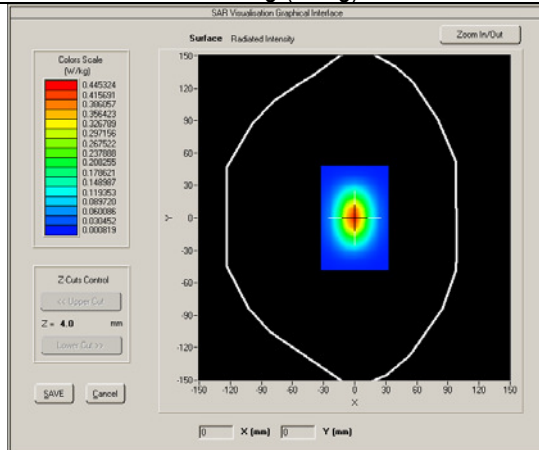 SAR Visualisation Graphical Interface
Surface Radiated Intensity
Zoom In/Out
Colors Scale
(W/kg)
0.445324
0.415691
0.386057
0.356423
0.326789
0.297156
0.267522
0.237888
0.208255
0.178621
0.148987
0.119353
0.089720
0.060086
0.030452
0.000819
150
120
90
60
30
0
-30
-60
-90
-120
-150
Y
-150 -120 -90 -60 -30 0 30 60 90 120 150
X
Z-Cuts Control
<< Upper Cut
Z = 4.0 mm
Lower Cut >>
SAVE Cancel
0 X (mm) 0 Y (mm)